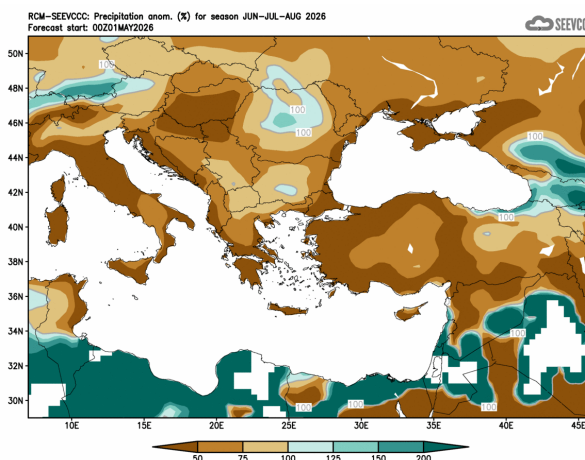 RCM-SEEVCCC: Precipitation anom. (%) for season JUN-JUL-AUG 2026
Forecast start: 00Z01MAY2026
SEEVCCC
50N
48N
46N
44N
42N
40N
38N
36N
34N
32N
30N
100
100
100
100
100
100
100
100
100
10E
15E
20E
25E
30E
35E
40E
45E
50
75
100
125
150
200